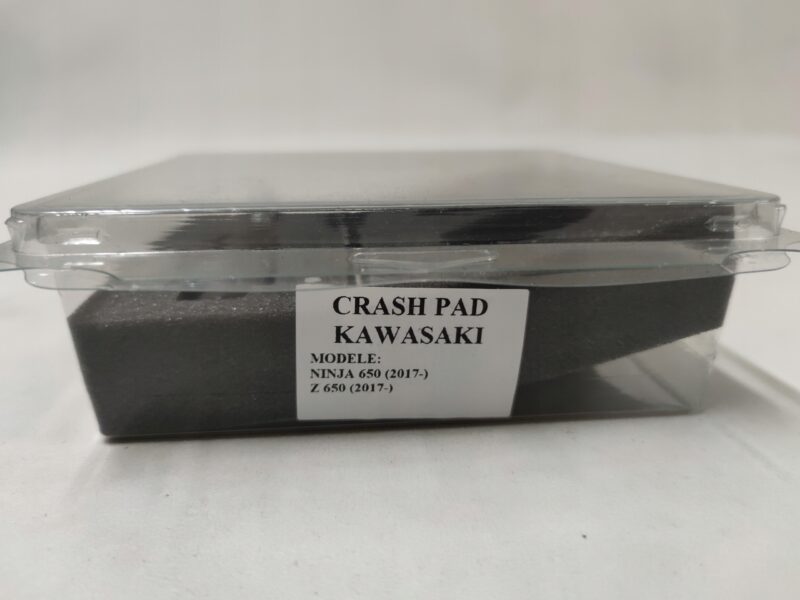 CRASH PAD
KAWASAKI
MODELE:
NINJA 650 (2017-)
Z 650 (2017-)